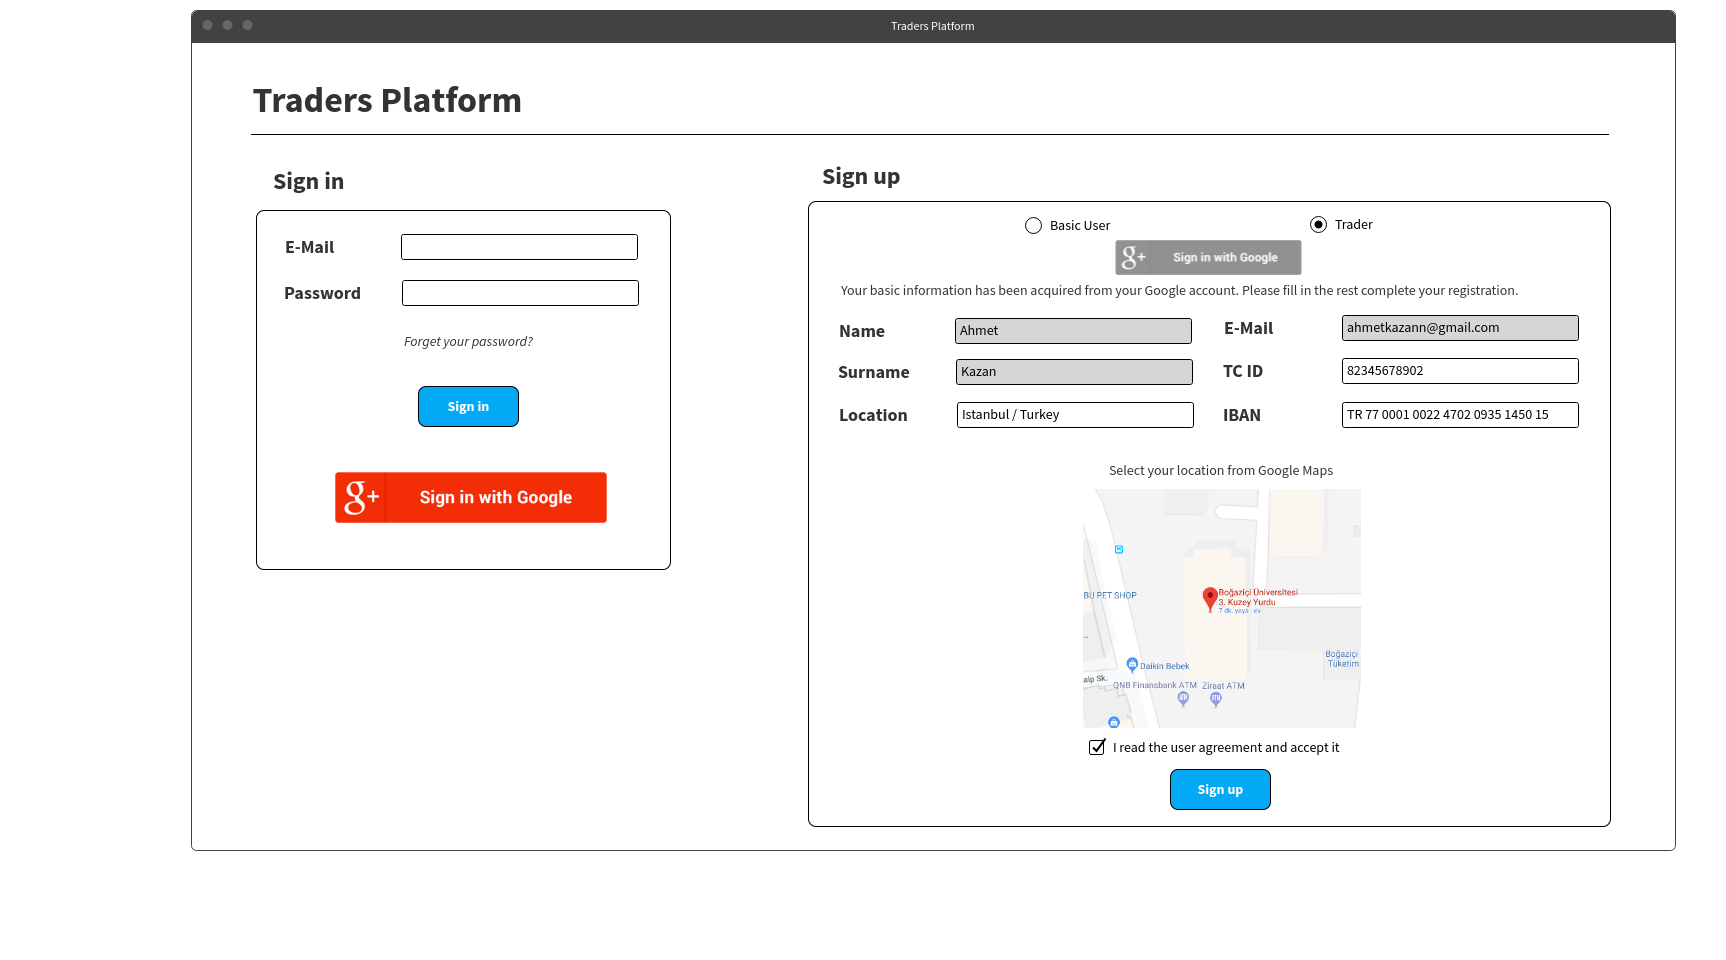 Traders Platform
Traders Platform
Sign in
E-Mail
Password
Forget your password?
Sign in
g+ Sign in with Google
Sign up
Basic User
Trader
g+ Sign in with Google
Your basic information has been acquired from your Google account. Please fill in the rest complete your registration.
Name Ahmet
E-Mail ahmetkazann@gmail.com
Surname Kazan
TC ID 82345678902
Location Istanbul / Turkey
IBAN TR 77 0001 0022 4702 0935 1450 15
Select your location from Google Maps
BU PET SHOP
Boğaziçi Üniversitesi
3. Kuzey Yurdu
7 dk.
Boğaziçi
Tüketim
Daikin Bebek
alp Sk.
QNB Finansbank ATM
Ziraat ATM
I read the user agreement and accept it
Sign up